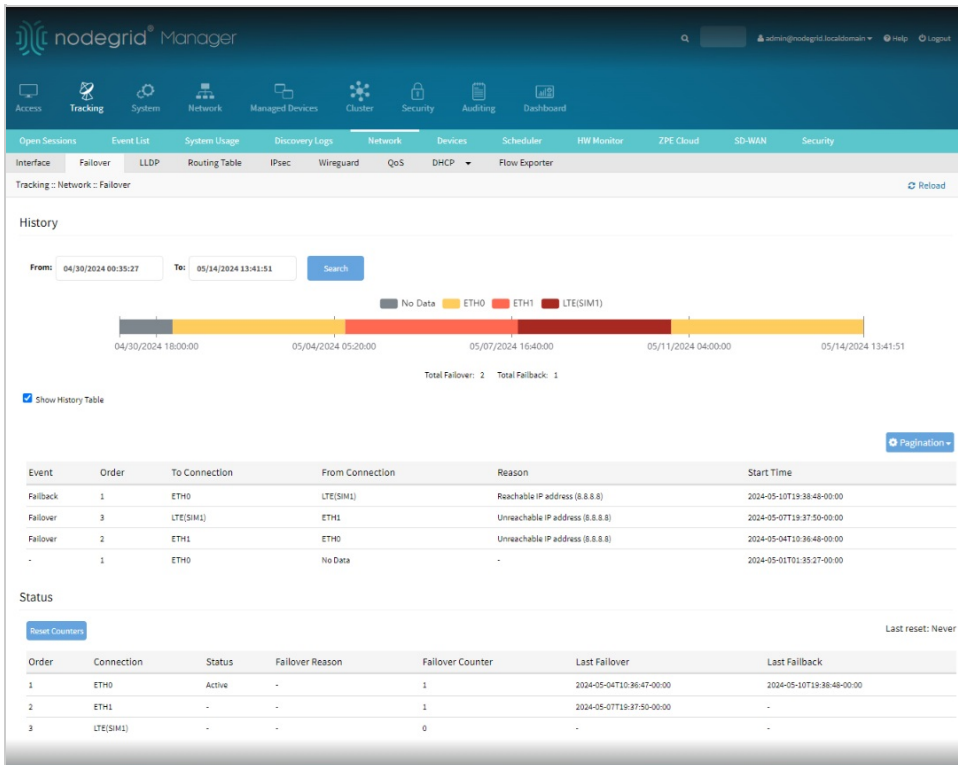 nodegrid® Manager
admin@nodegrid.localdomain Help Logout
Access Tracking System Network Managed Devices Cluster Security Auditing Dashboard
Open Sessions Event List System Usage Discovery Logs Network Devices Scheduler HW Monitor ZPE Cloud SD-WAN Security
Interface Failover LLDP Routing Table IPsec Wireguard QoS DHCP Flow Exporter
Tracking :: Network :: Failover Reload
History
From: 04/30/2024 00:35:27 To: 05/14/2024 13:41:51 Search
No Data ETH0 ETH1 LTE(SIM1)
04/30/2024 18:00:00 05/04/2024 05:20:00 05/07/2024 16:40:00 05/11/2024 04:00:00 05/14/2024 13:41:51
Total Failover: 2 Total Failback: 1
Show History Table
Pagination
Event Order To Connection From Connection Reason Start Time
Failback 1 ETH0 LTE(SIM1) Reachable IP address (8.8.8.8) 2024-05-10T19:38:48-00:00
Failover 3 LTE(SIM1) ETH1 Unreachable IP address (8.8.8.8) 2024-05-07T19:37:50-00:00
Failover 2 ETH1 ETH0 Unreachable IP address (8.8.8.8) 2024-05-04T10:36:48-00:00
- 1 ETH0 No Data - 2024-05-01T01:35:27-00:00
Status
Reset Counters Last reset: Never
Order Connection Status Failover Reason Failover Counter Last Failover Last Failback
1 ETH0 Active - 1 2024-05-04T10:36:47-00:00 2024-05-10T19:38:48-00:00
2 ETH1 - - 1 2024-05-07T19:37:50-00:00 -
3 LTE(SIM1) - - 0 - -